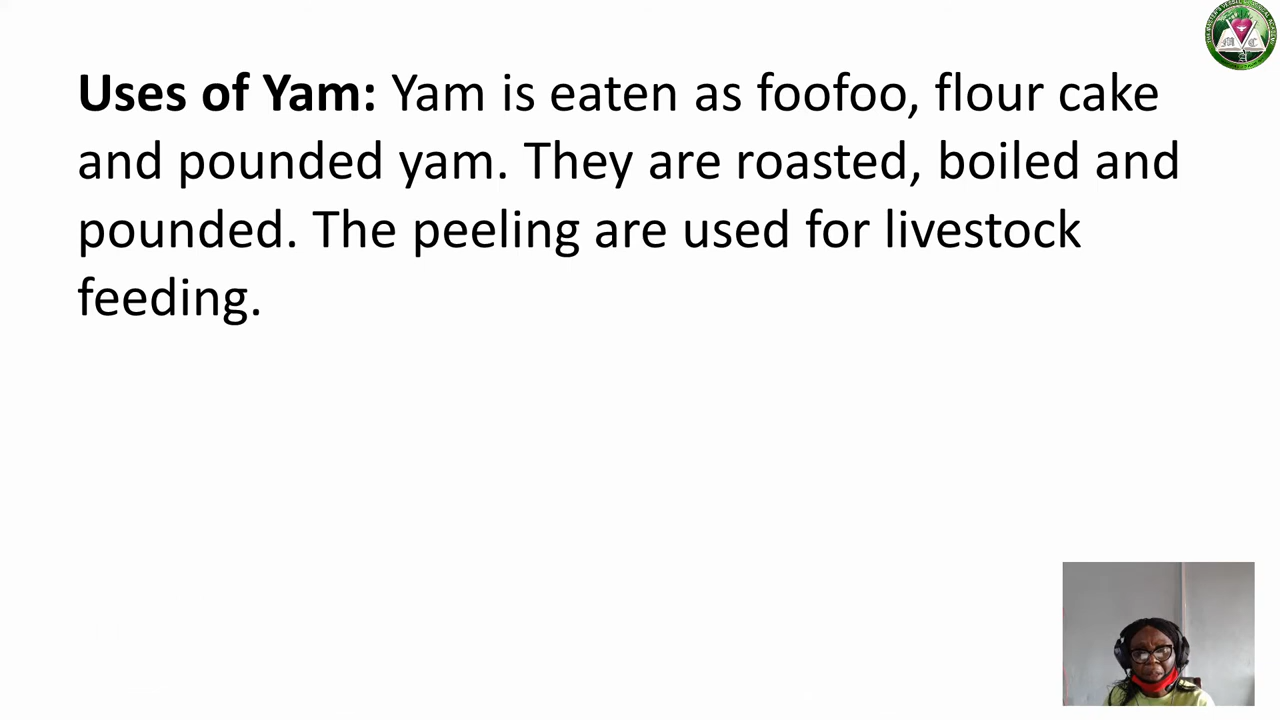 Uses of Yam: Yam is eaten as foofoo, flour cake
and pounded yam. They are roasted, boiled and
pounded. The peeling are used for livestock
feeding.